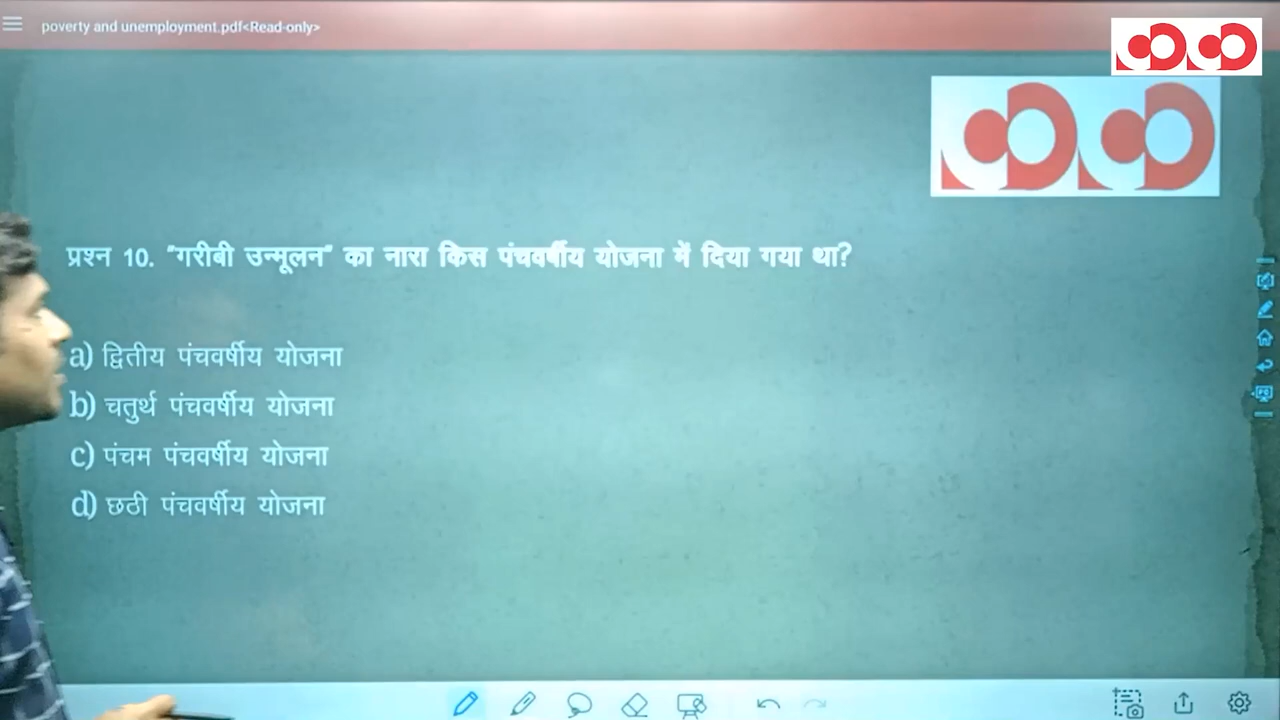 poverty and unemployment.pdf<Read-only>
प्रश्न 10. "गरीबी उन्मूलन" का नारा किस पंचवर्षीय योजना में दिया गया था?
a) द्वितीय पंचवर्षीय योजना
b) चतुर्थ पंचवर्षीय योजना
c) पंचम पंचवर्षीय योजना
d) छठी पंचवर्षीय योजना